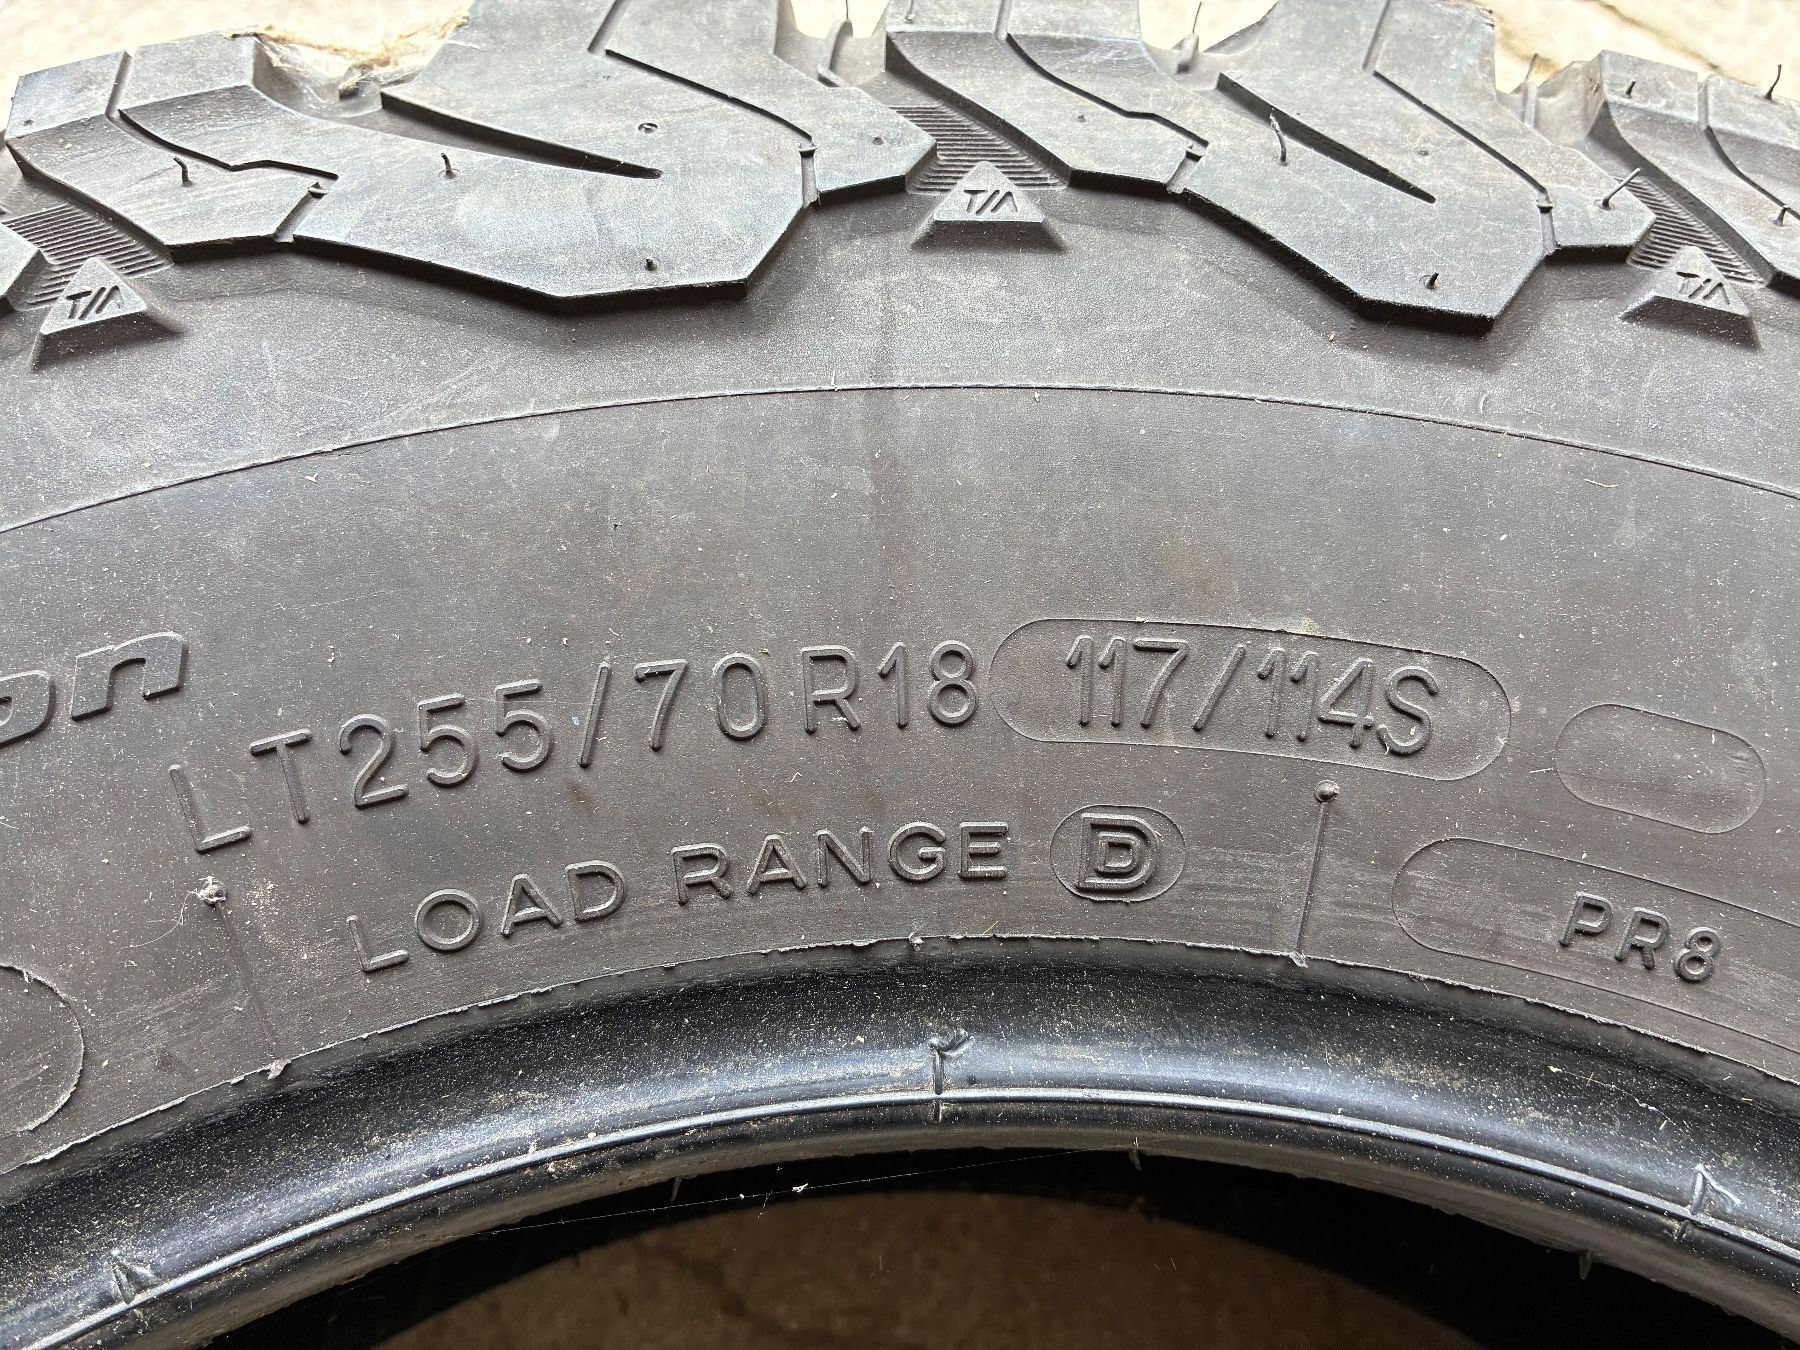 T/A
T/A
T/A
LT255/70R18 117/114S
LOAD RANGE D
PR8